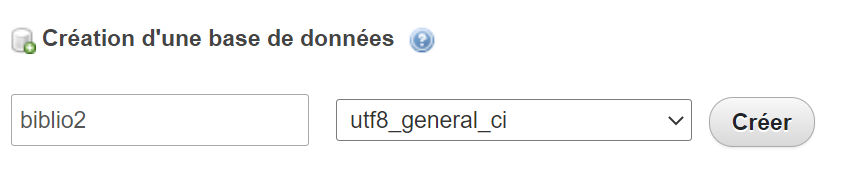 Création d'une base de données
biblio2 utf8_general_ci Créer